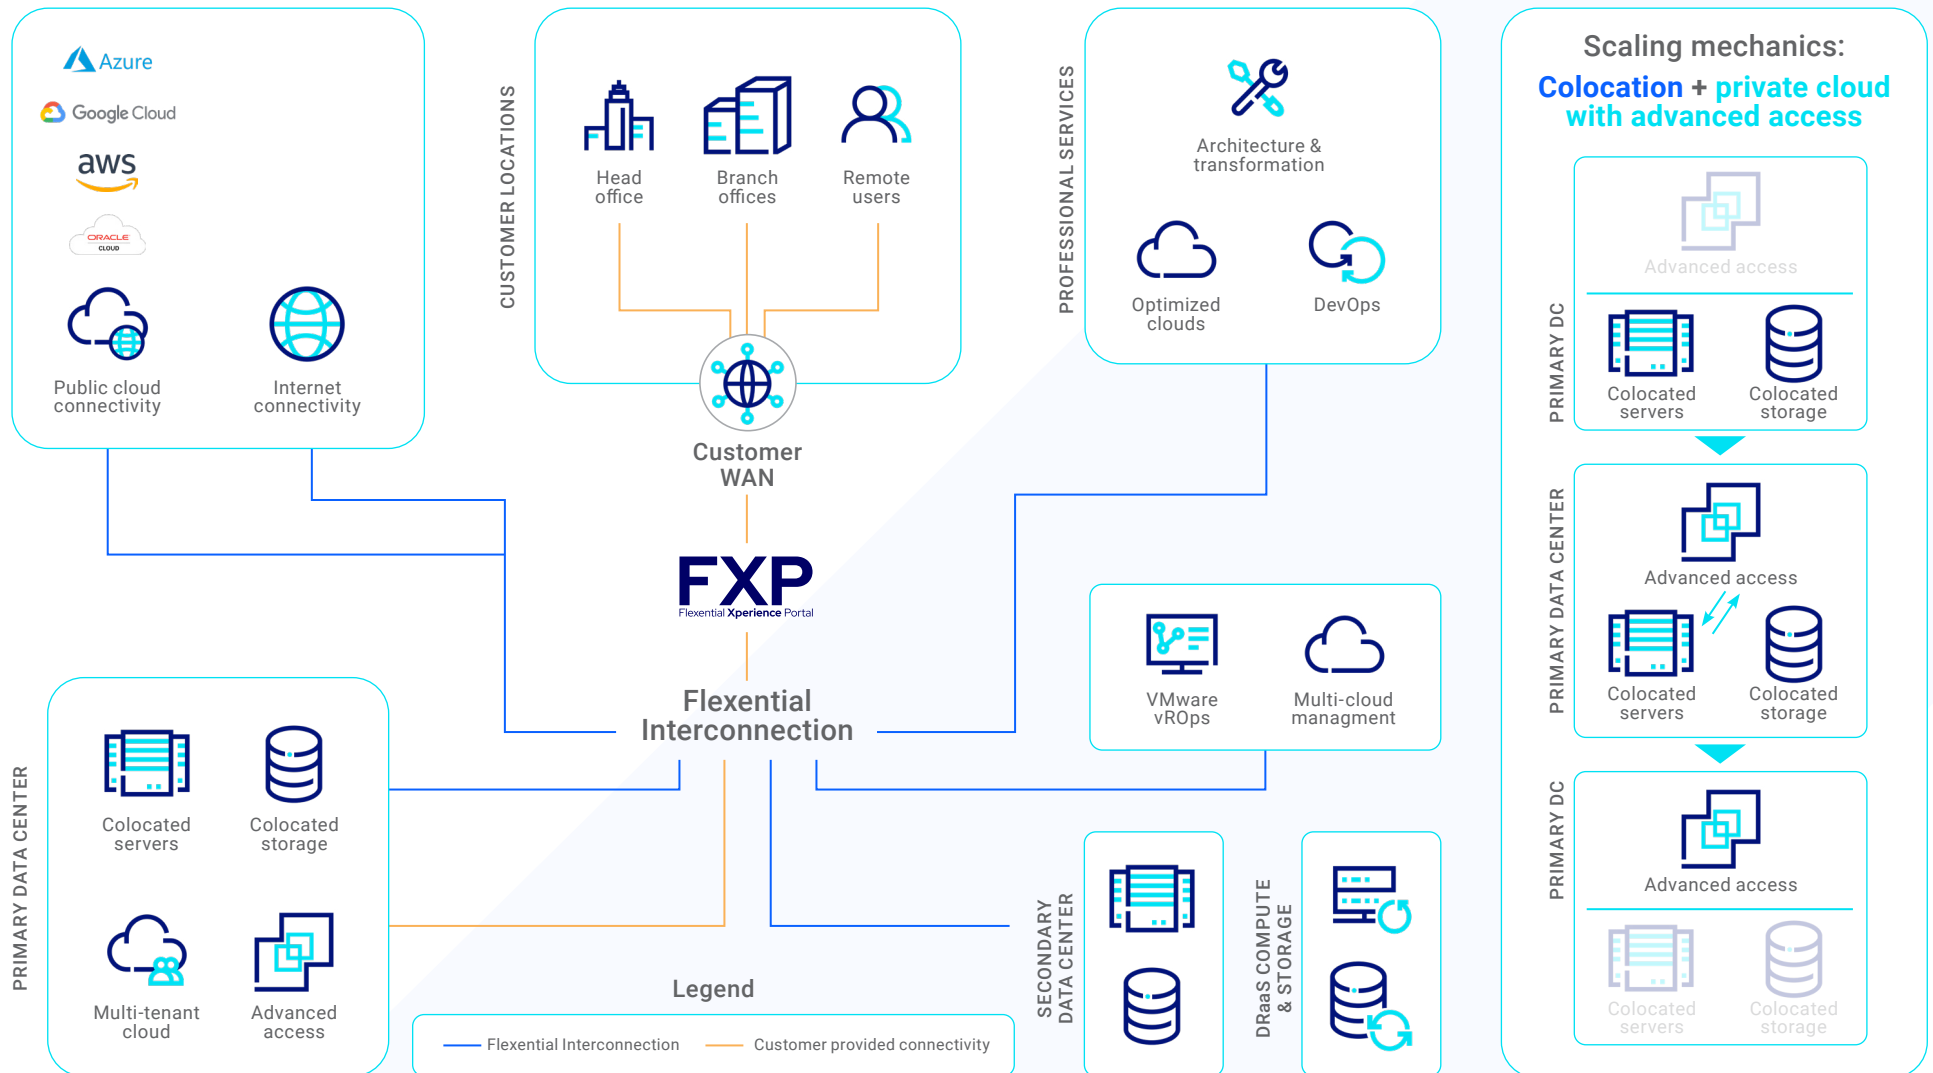 Azure
Google Cloud
aws
ORACLE
CLOUD
Public cloud
connectivity
Internet
connectivity
CUSTOMER LOCATIONS
Head
office
Branch
offices
Remote
users
Customer
WAN
FXP
Flexential Xperience Portal
Flexential
Interconnection
PROFESSIONAL SERVICES
Architecture &
transformation
Optimized
clouds
DevOps
VMware
vROps
Multi-cloud
managment
PRIMARY DATA CENTER
Colocated
servers
Colocated
storage
Multi-tenant
cloud
Advanced
access
SECONDARY
DATA CENTER
DRaaS COMPUTE
& STORAGE
Legend
Flexential Interconnection
Customer provided connectivity
Scaling mechanics:
Colocation + private cloud
with advanced access
PRIMARY DC
Advanced access
Colocated
servers
Colocated
storage
PRIMARY DATA CENTER
Advanced access
Colocated
servers
Colocated
storage
PRIMARY DC
Advanced access
Colocated
servers
Colocated
storage